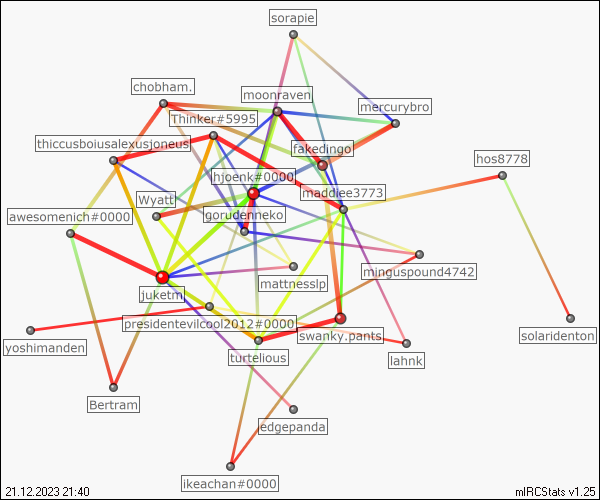 sorapie
chobham.
moonraven
mercurybro
Thinker#5995
thiccusboiusalexusjoneus
fakedingo
hos8778
hjoenk#0000
maddiee3773
Wyatt
awesomenich#0000
gorudenneko
mattnesslp
minguspound4742
juketm
presidentevilcool2012#0000
swanky.pants.
solaridenton
yoshimanden
turtelious
lahnk
Bertram
edgepanda
ikeachan#0000
21.12.2023 21:40
mIRCStats v1.25